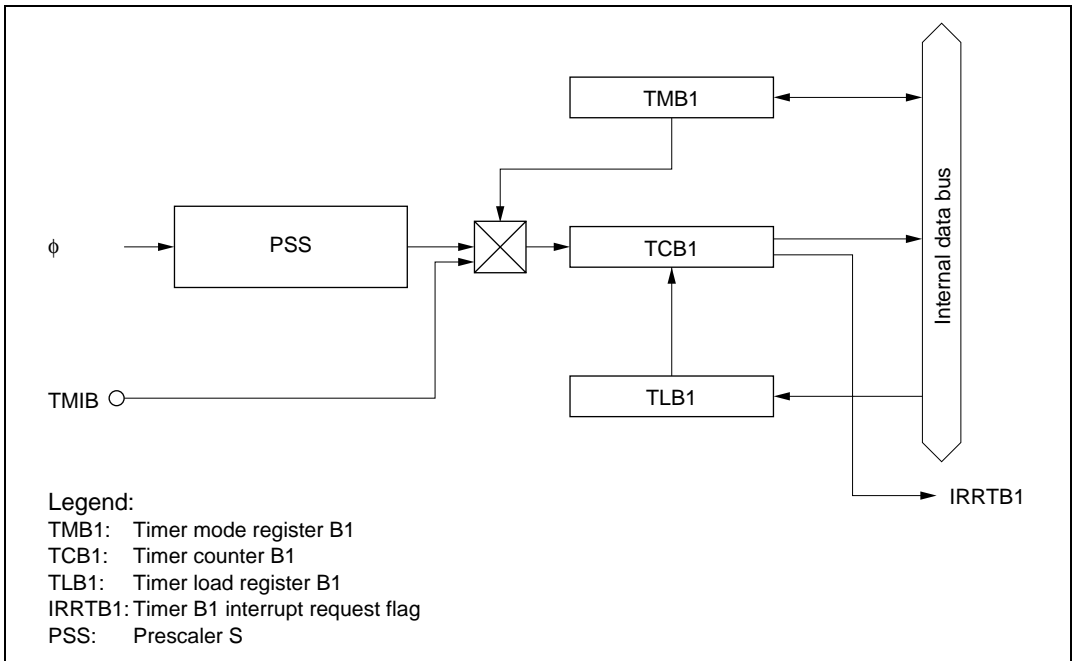 TMB1
φ
PSS
TCB1
Internal data bus
TMIB
TLB1
IRRTB1
Legend:
TMB1: Timer mode register B1
TCB1: Timer counter B1
TLB1: Timer load register B1
IRRTB1: Timer B1 interrupt request flag
PSS: Prescaler S